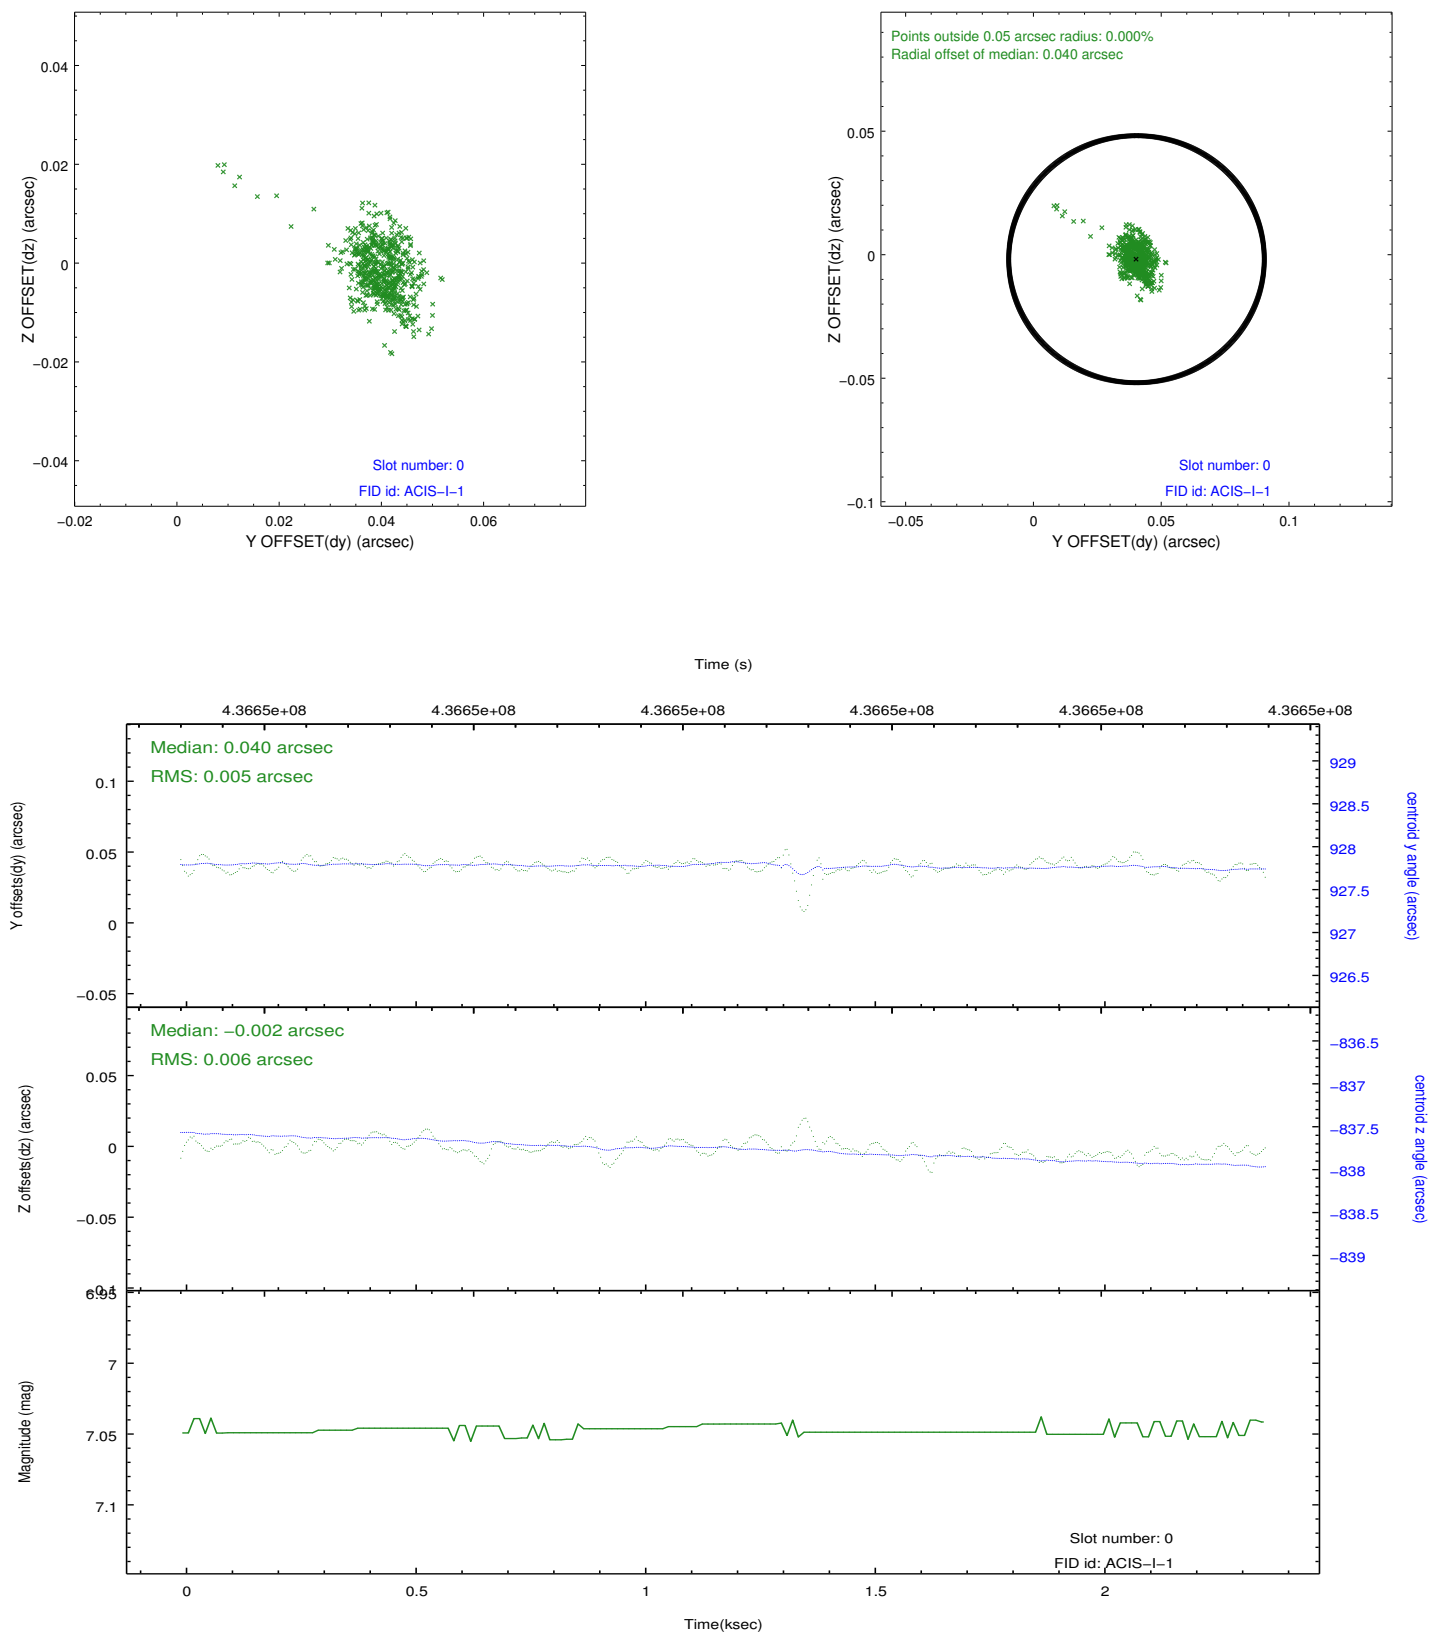 0.04
0.02
0
−0.02
−0.04
Z OFFSET(dz) (arcsec)
Slot number: 0
FID id: ACIS−I−1
−0.02
0
0.02
0.04
0.06
Y OFFSET(dy) (arcsec)
Points outside 0.05 arcsec radius: 0.000%
Radial offset of median: 0.040 arcsec
0.05
0
−0.05
−0.1
Z OFFSET(dz) (arcsec)
Slot number: 0
FID id: ACIS−I−1
−0.05
0
0.05
0.1
Y OFFSET(dy) (arcsec)
Time (s)
4.3665e+08
4.3665e+08
4.3665e+08
4.3665e+08
4.3665e+08
4.3665e+08
Median: 0.040 arcsec
RMS: 0.005 arcsec
0.1
0.05
0
−0.05
Y offsets(dy) (arcsec)
929
928.5
928
927.5
927
926.5
centroid y angle (arcsec)
Median: −0.002 arcsec
RMS: 0.006 arcsec
0.05
0
−0.05
−0.1
Z offsets(dz) (arcsec)
−836.5
−837
−837.5
−838
−838.5
−839
centroid z angle (arcsec)
6.95
7
7.05
7.1
Magnitude (mag)
Slot number: 0
FID id: ACIS−I−1
0
0.5
1
1.5
2
Time(ksec)